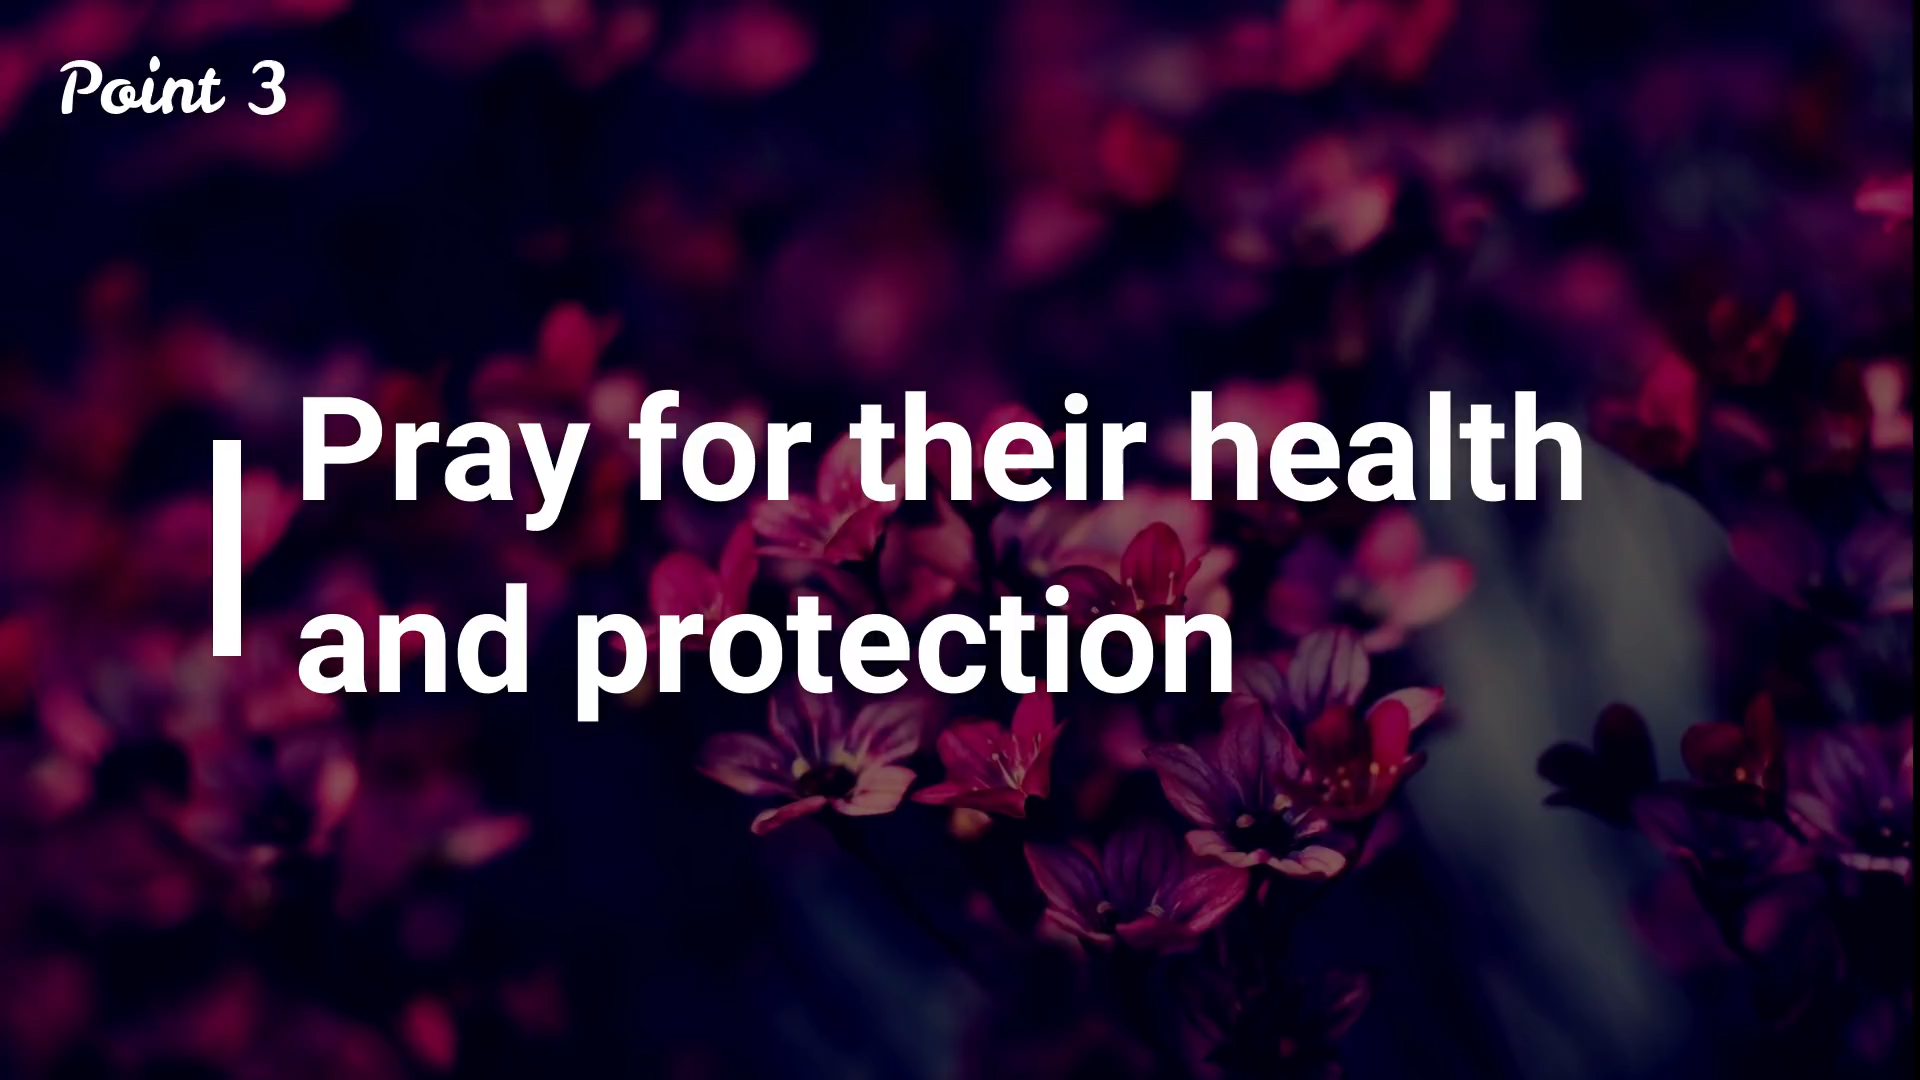 Point 3
Pray for their health
and protection